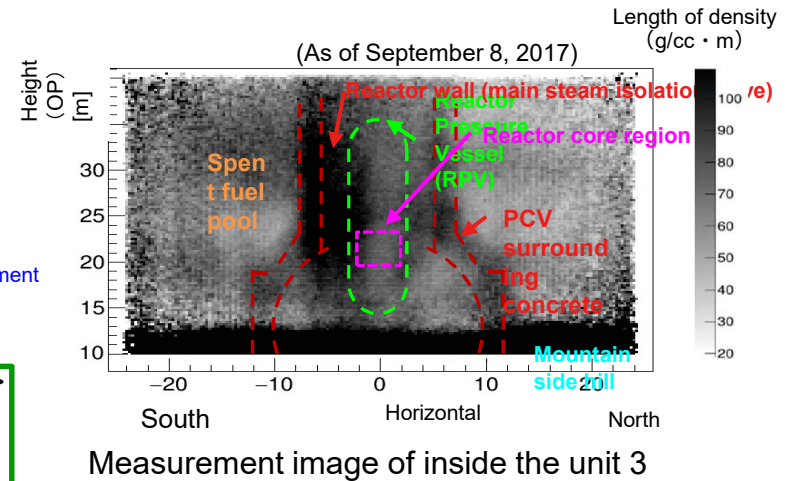 Length of density
（g/cc・m）
(As of September 8, 2017)
Height
（OP）
[m]
Reactor wall (main steam isolation ve)
Reactor
Pressure
Vessel
(RPV)
Reactor core region
Spen
t fuel
pool
PCV
surround
ing
concrete
ment
Mountain
side hill
30
25
20
15
10
100
90
80
70
60
50
40
30
20
−20
−10
0
10
20
South
Horizontal
North
Measurement image of inside the unit 3